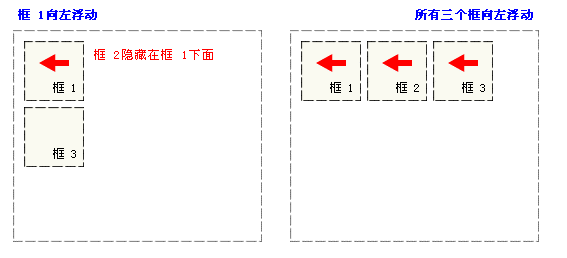 框 1向左浮动
框 2隐藏在框 1下面
框 1
框 3
所有三个框向左浮动
框 1
框 2
框 3